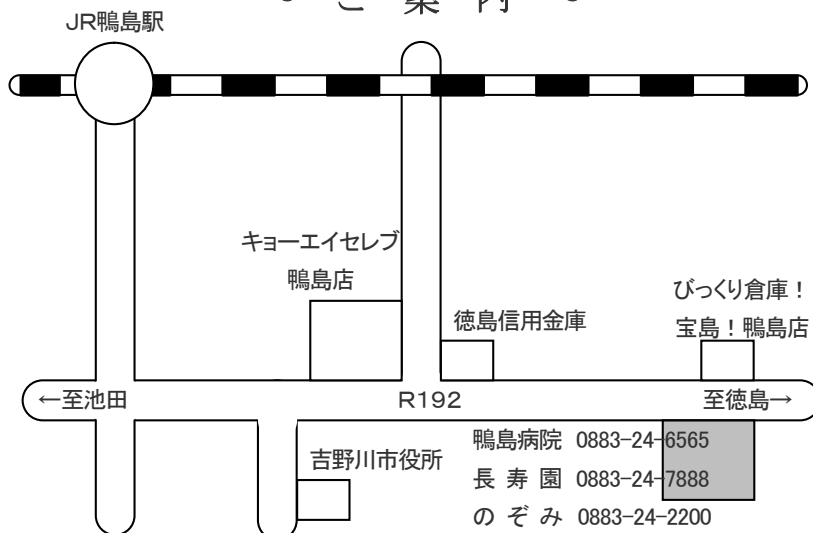 ご 案 内
JR鴨島駅
キョーエイセレブ
鴨島店
徳島信用金庫
びっくり倉庫！
宝島！鴨島店
←至池田
R192
至徳島→
吉野川市役所
鴨島病院 0883-24-6565
長 寿 園 0883-24-7888
の ぞ み 0883-24-2200